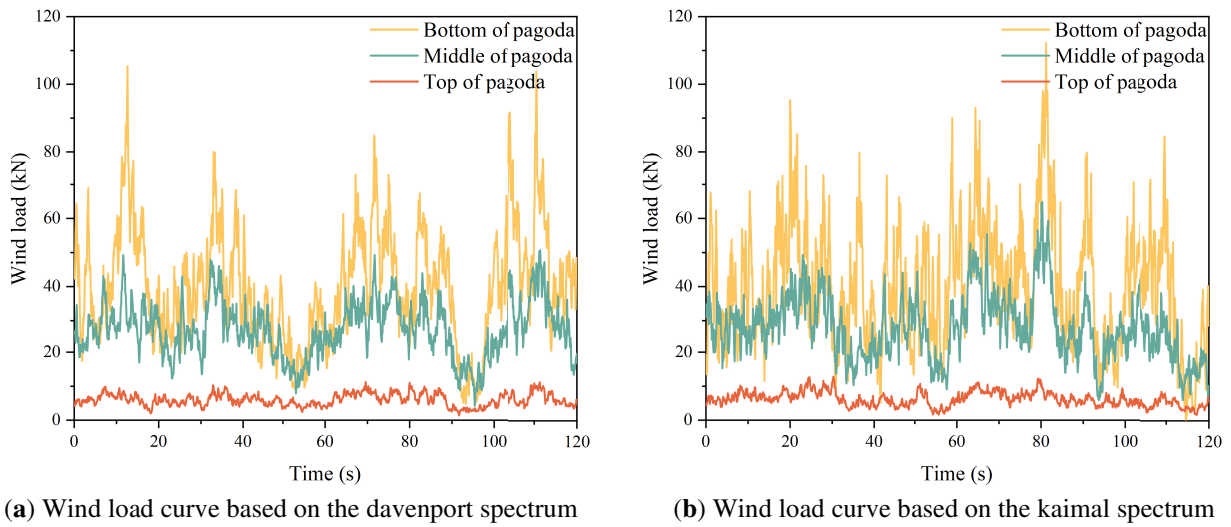 120
100
80
60
40
20
0
Wind load (kN)
Bottom of pagoda
Middle of pagoda
Top of pagoda
0 20 40 60 80 100 120
Time (s)
(a) Wind load curve based on the davenport spectrum
120
100
80
60
40
20
0
Wind load (kN)
Bottom of pagoda
Middle of pagoda
Top of pagoda
0 20 40 60 80 100 120
Time (s)
(b) Wind load curve based on the kaimal spectrum